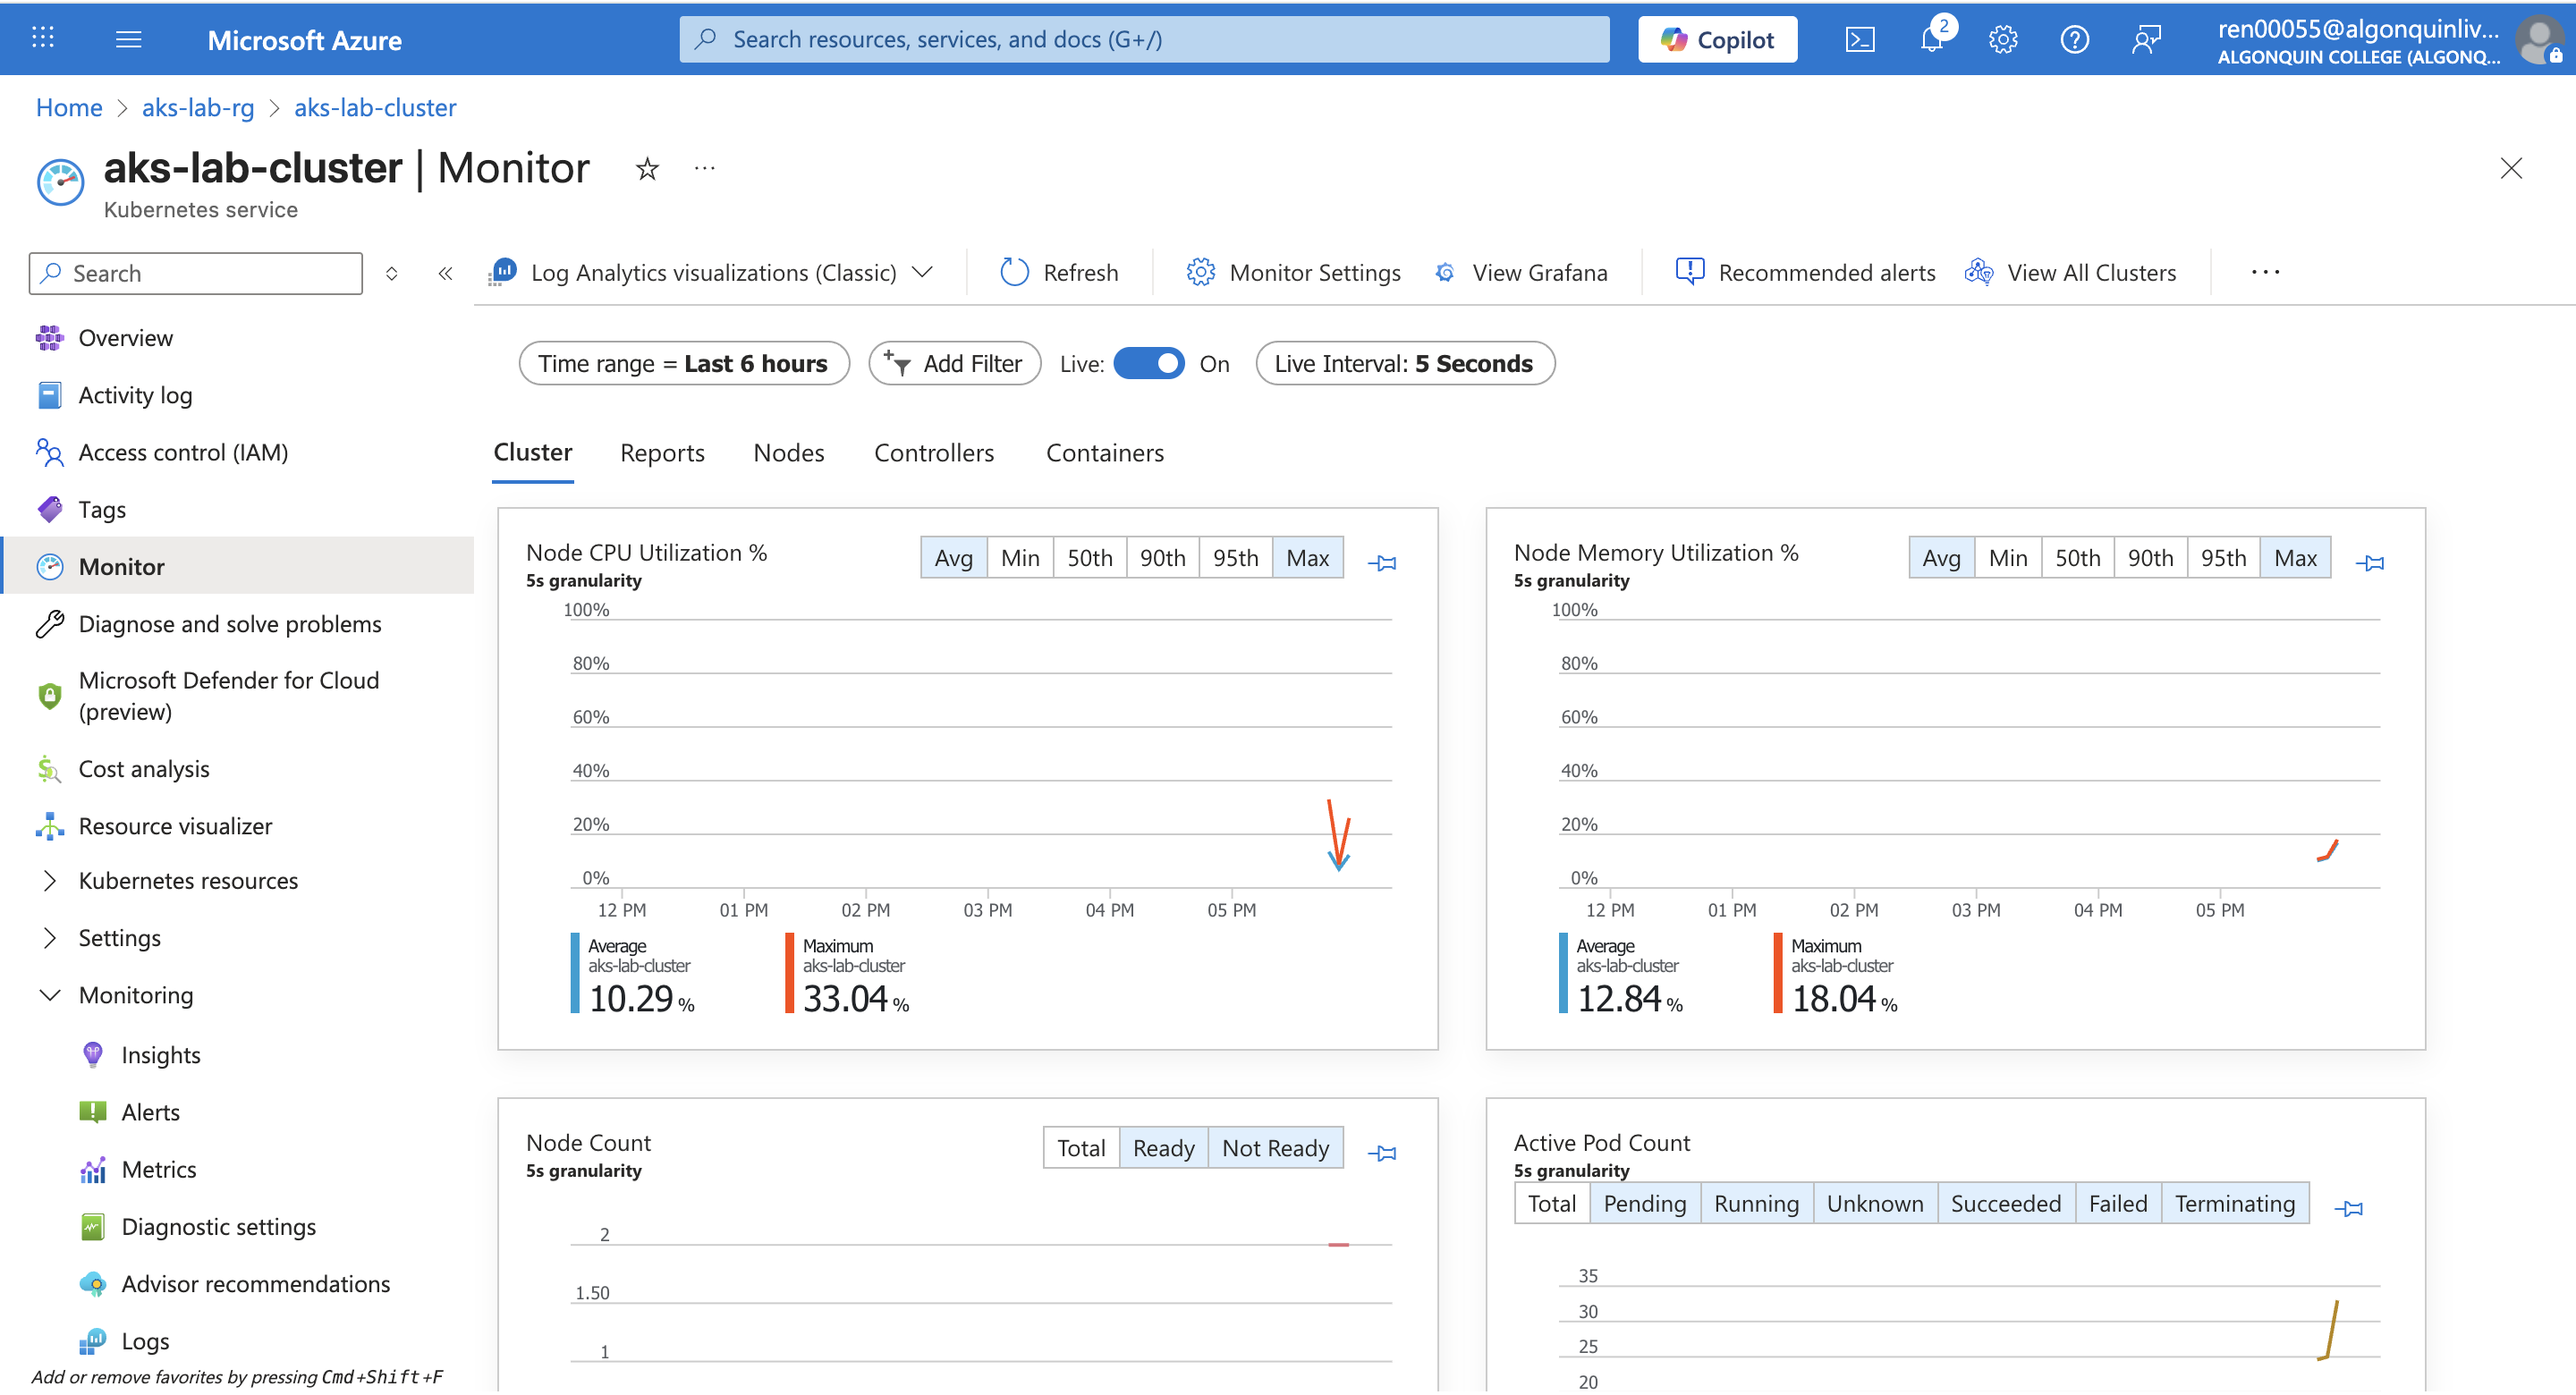 Microsoft Azure
Search resources, services, and docs (G+/)
Copilot
2
ren00055@algonquinliv...
ALGONQUIN COLLEGE (ALGONQ...
Home > aks-lab-rg > aks-lab-cluster
aks-lab-cluster | Monitor
Kubernetes service
Search
Overview
Activity log
Access control (IAM)
Tags
Monitor
Diagnose and solve problems
Microsoft Defender for Cloud
(preview)
Cost analysis
Resource visualizer
Kubernetes resources
Settings
Monitoring
Insights
Alerts
Metrics
Diagnostic settings
Advisor recommendations
Logs
Add or remove favorites by pressing Cmd+Shift+F
Log Analytics visualizations (Classic)
Refresh
Monitor Settings
View Grafana
Recommended alerts
View All Clusters
Time range = Last 6 hours
Add Filter
Live: On
Live Interval: 5 Seconds
Cluster Reports Nodes Controllers Containers
Node CPU Utilization %
5s granularity
Avg Min 50th 90th 95th Max
100%
80%
60%
40%
20%
0%
12 PM 01 PM 02 PM 03 PM 04 PM 05 PM
Average
aks-lab-cluster
10.29 %
Maximum
aks-lab-cluster
33.04 %
Node Memory Utilization %
5s granularity
Avg Min 50th 90th 95th Max
100%
80%
60%
40%
20%
0%
12 PM 01 PM 02 PM 03 PM 04 PM 05 PM
Average
aks-lab-cluster
12.84 %
Maximum
aks-lab-cluster
18.04 %
Node Count
5s granularity
Total Ready Not Ready
2
1.50
1
Active Pod Count
5s granularity
Total Pending Running Unknown Succeeded Failed Terminating
35
30
25
20